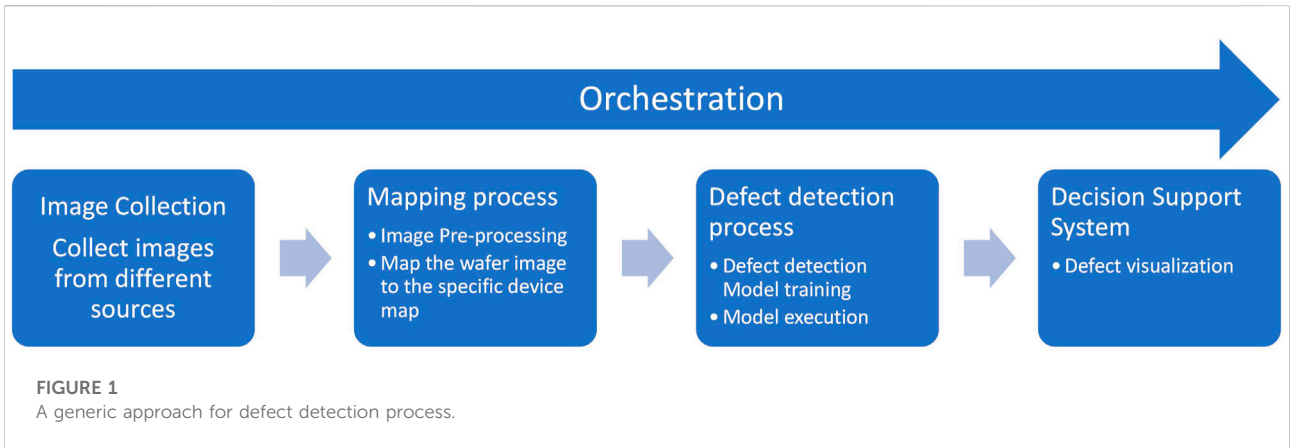 Orchestration
Image Collection
Collect images
from different
sources
Mapping process
• Image Pre-processing
• Map the wafer image
to the specific device
map
Defect detection
process
• Defect detection
Model training
• Model execution
Decision Support
System
• Defect visualization
FIGURE 1
A generic approach for defect detection process.